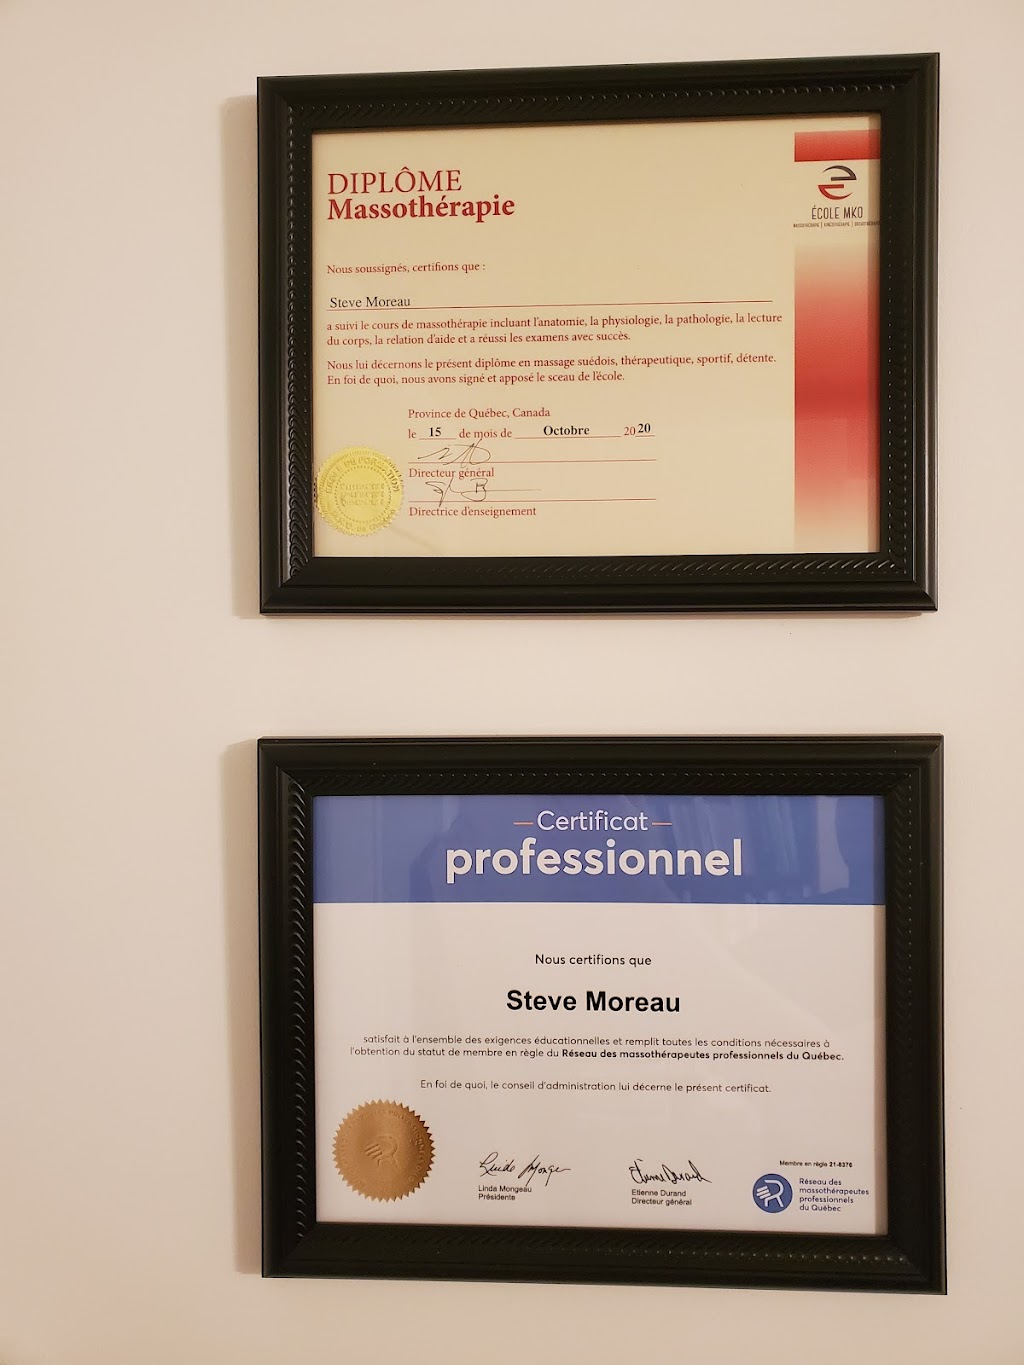 DIPLÔME
Massothérapie
ÉCOLE MKO
MASSOTHÉRAPIE | KINÉSITHÉRAPIE | ORTHOTHÉRAPIE
Nous soussignés, certifions que :
Steve Moreau
a suivi le cours de massothérapie incluant l'anatomie, la physiologie, la pathologie, la lecture
du corps, la relation d'aide et a réussi les examens avec succès.
Nous lui décernons le présent diplôme en massage suédois, thérapeutique, sportif, détente.
En foi de quoi, nous avons signé et apposé le sceau de l'école.
Province de Québec, Canada
le 15 de mois de Octobre 2020
Directeur général
Directrice d'enseignement
Certificat
professionnel
Nous certifions que
Steve Moreau
satisfait à l'ensemble des exigences éducationnelles et remplit toutes les conditions nécessaires à
l'obtention du statut de membre en règle du Réseau des massothérapeutes professionnels du Québec.
En foi de quoi, le conseil d'administration lui décerne le présent certificat.
Linda Mongeau
Présidente
Etienne Durand
Directeur général
Membre en règle 21-8376
Réseau des
massothérapeutes
professionnels
du Québec